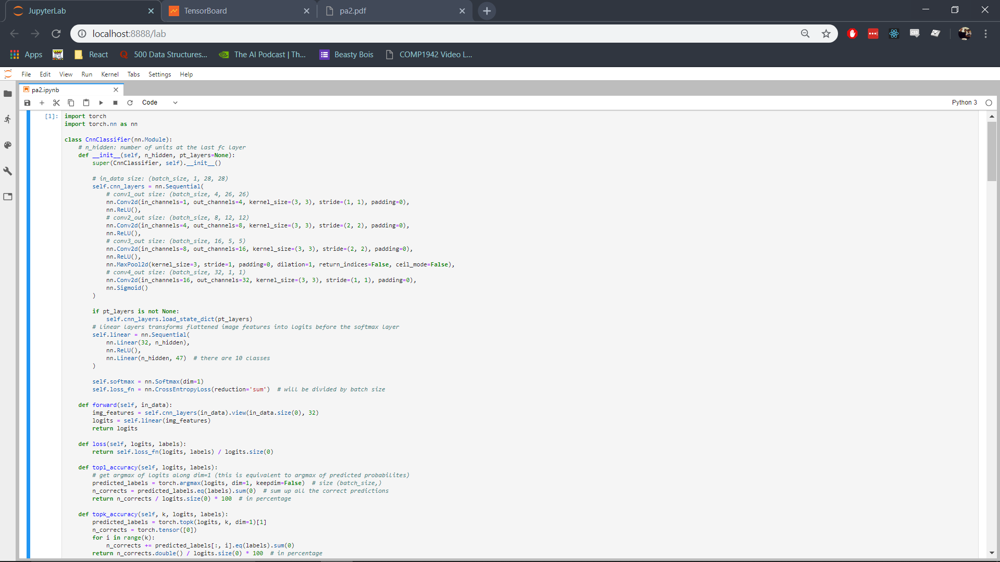 JupyterLab
TensorBoard
pa2.pdf
localhost:8888/lab
Apps
React
500 Data Structures...
The AI Podcast | Th...
Beasty Bois
COMP1942 Video L...
File Edit View Run Kernel Tabs Settings Help
pa2.ipynb
Code
Python 3
[1]:
import torch
import torch.nn as nn
class CnnClassifier(nn.Module):
# n_hidden: number of units at the last fc layer
def __init__(self, n_hidden, pt_layers=None):
super(CnnClassifier, self).__init__()
# in_data size: (batch_size, 1, 28, 28)
self.cnn_layers = nn.Sequential(
# conv1_out size: (batch_size, 4, 26, 26)
nn.Conv2d(in_channels=1, out_channels=4, kernel_size=(3, 3), stride=(1, 1), padding=0),
nn.ReLU(),
# conv2_out size: (batch_size, 8, 12, 12)
nn.Conv2d(in_channels=4, out_channels=8, kernel_size=(3, 3), stride=(2, 2), padding=0),
nn.ReLU(),
# conv3_out size: (batch_size, 16, 5, 5)
nn.Conv2d(in_channels=8, out_channels=16, kernel_size=(3, 3), stride=(2, 2), padding=0),
nn.ReLU(),
nn.MaxPool2d(kernel_size=3, stride=1, padding=0, dilation=1, return_indices=False, ceil_mode=False),
# conv4_out size: (batch_size, 32, 1, 1)
nn.Conv2d(in_channels=16, out_channels=32, kernel_size=(3, 3), stride=(1, 1), padding=0),
nn.Sigmoid()
)
if pt_layers is not None:
self.cnn_layers.load_state_dict(pt_layers)
# linear layers transforms flattened image features into logits before the softmax layer
self.linear = nn.Sequential(
nn.Linear(32, n_hidden),
nn.ReLU(),
nn.Linear(n_hidden, 47)  # there are 10 classes
)
self.softmax = nn.Softmax(dim=1)
self.loss_fn = nn.CrossEntropyLoss(reduction='sum')  # will be divided by batch size
def forward(self, in_data):
img_features = self.cnn_layers(in_data).view(in_data.size(0), 32)
logits = self.linear(img_features)
return logits
def loss(self, logits, labels):
return self.loss_fn(logits, labels) / logits.size(0)
def top1_accuracy(self, logits, labels):
# get argmax of logits along dim=1 (this is equivalent to argmax of predicted probabilites)
predicted_labels = torch.argmax(logits, dim=1, keepdim=False)  # size (batch_size,)
n_corrects = predicted_labels.eq(labels).sum(0)  # sum up all the correct predictions
return n_corrects / logits.size(0) * 100  # in percentage
def topk_accuracy(self, k, logits, labels):
predicted_labels = torch.topk(logits, k, dim=1)[1]
n_corrects = torch.tensor([0])
for i in range(k):
n_corrects += predicted_labels[:, i].eq(labels).sum(0)
return n_corrects.double() / logits.size(0) * 100  # in percentage